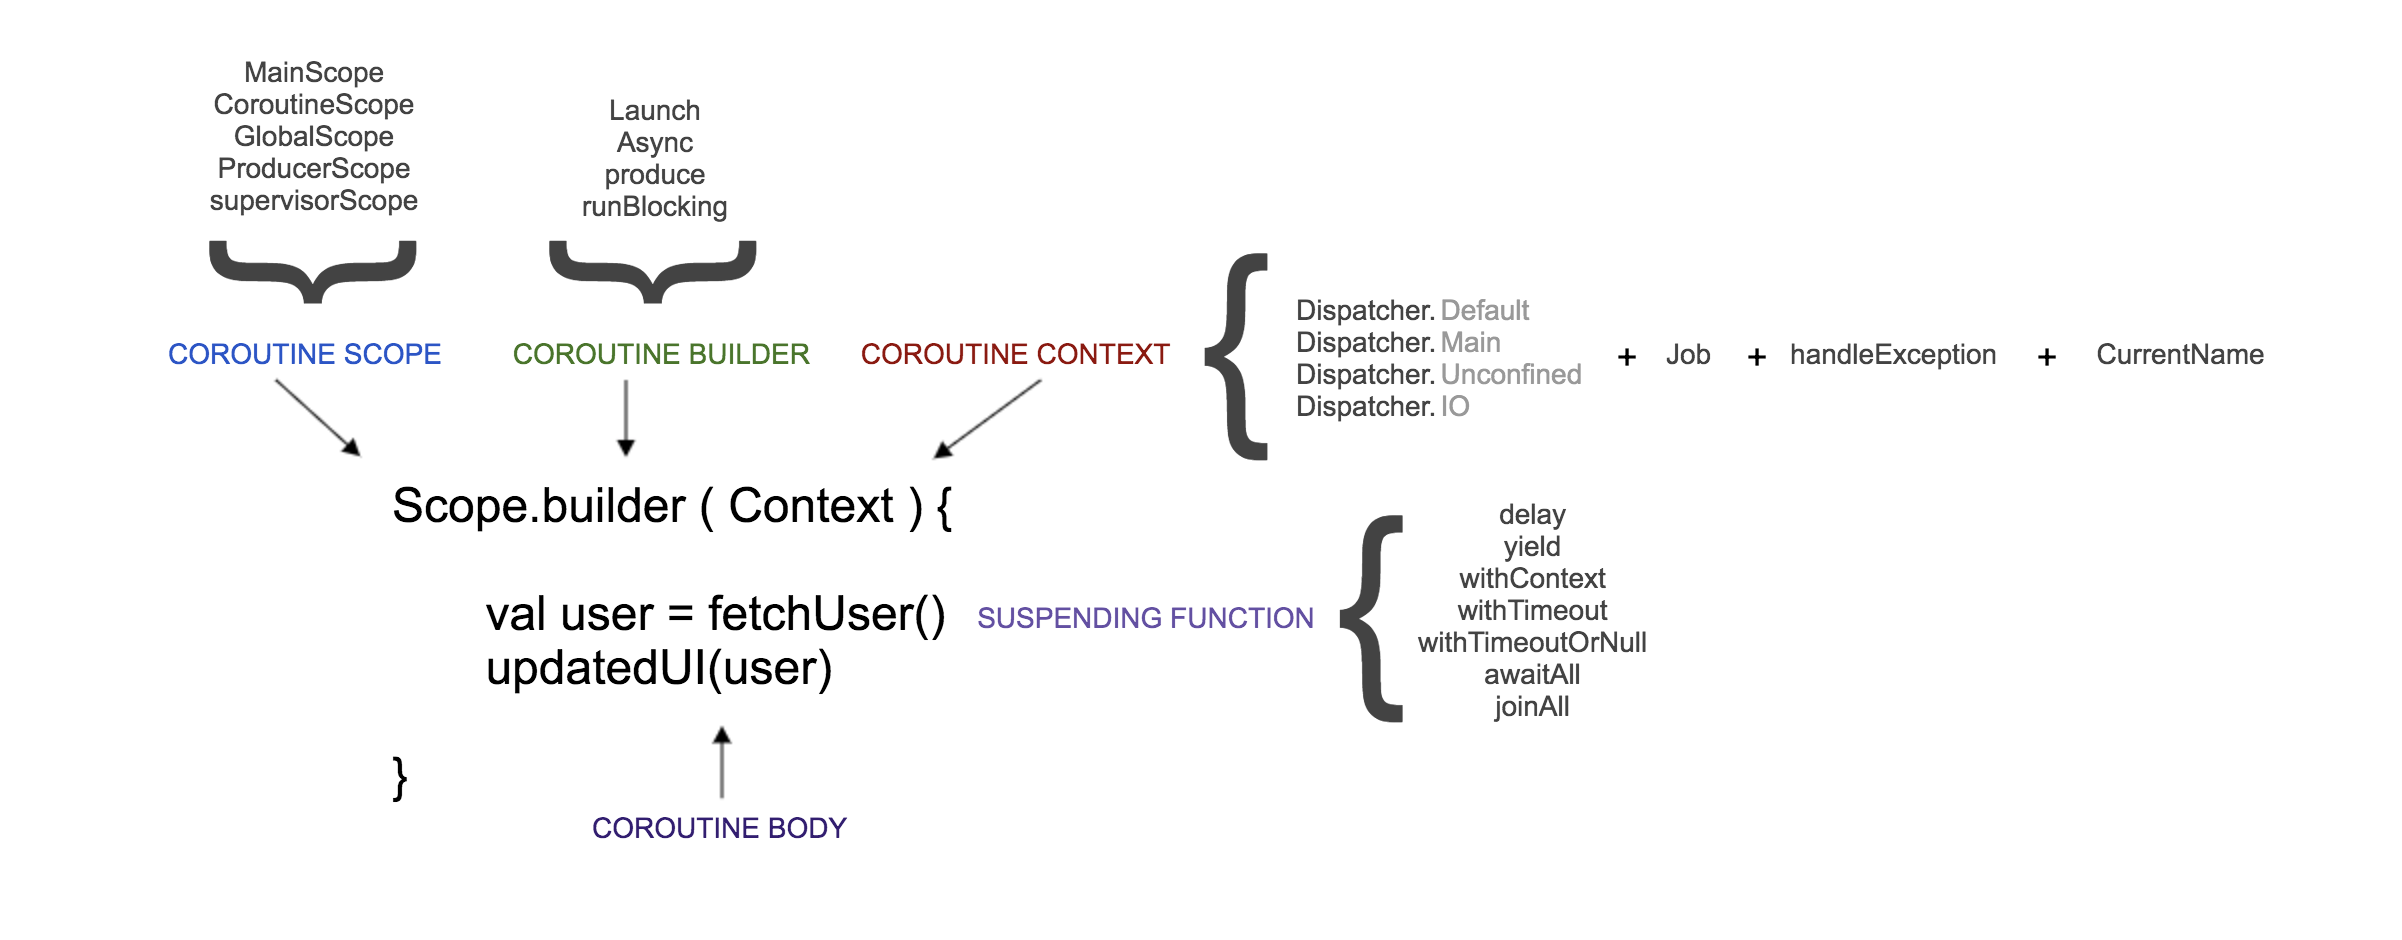 MainScope
CoroutineScope
GlobalScope
ProducerScope
supervisorScope
Launch
Async
produce
runBlocking
COROUTINE SCOPE
COROUTINE BUILDER
COROUTINE CONTEXT
{
Dispatcher. Default
Dispatcher. Main
Dispatcher. Unconfined
Dispatcher. IO
+ Job + handleException + CurrentName
Scope.builder ( Context ) {
val user = fetchUser()
updatedUI(user)
}
SUSPENDING FUNCTION
{
delay
yield
withContext
withTimeout
withTimeoutOrNull
awaitAll
joinAll
COROUTINE BODY